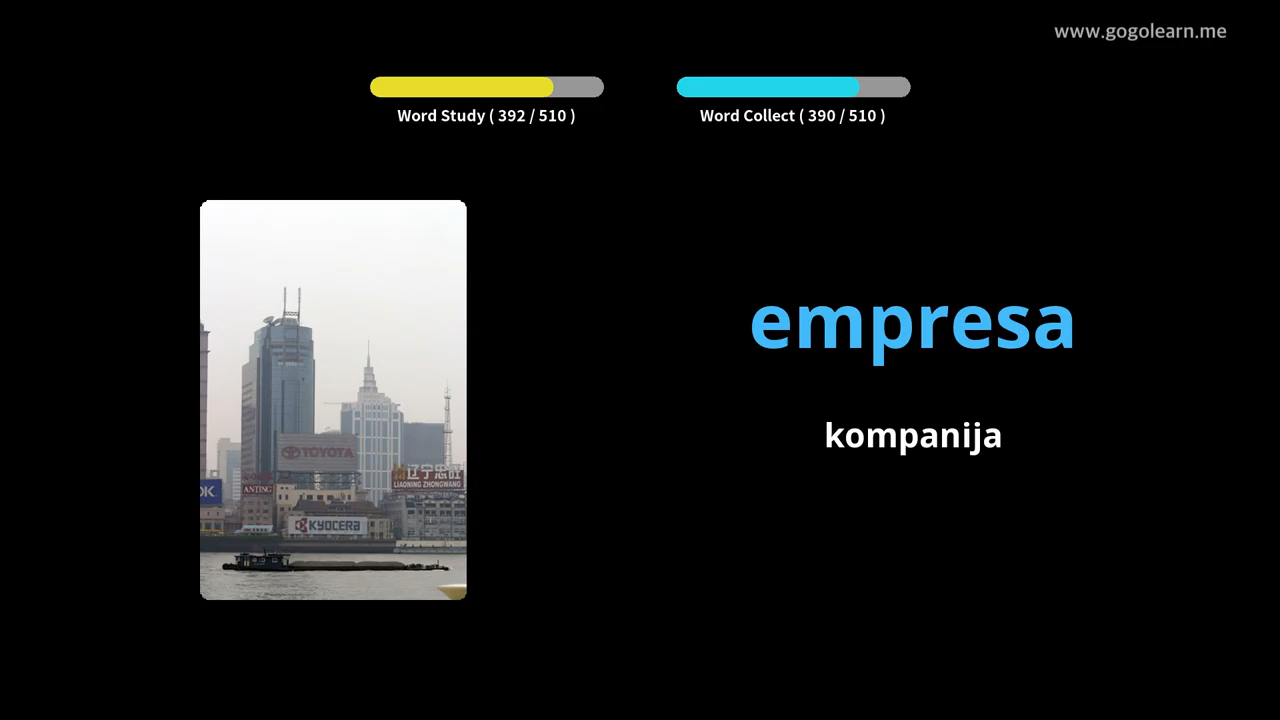 www.gogolearn.me
Word Study ( 392 / 510 )
Word Collect ( 390 / 510 )
empresa
kompanija
TOYOTA
辽宁忠旺
LIAONING ZHONGWANG
OK
ANTING
KYOCERA